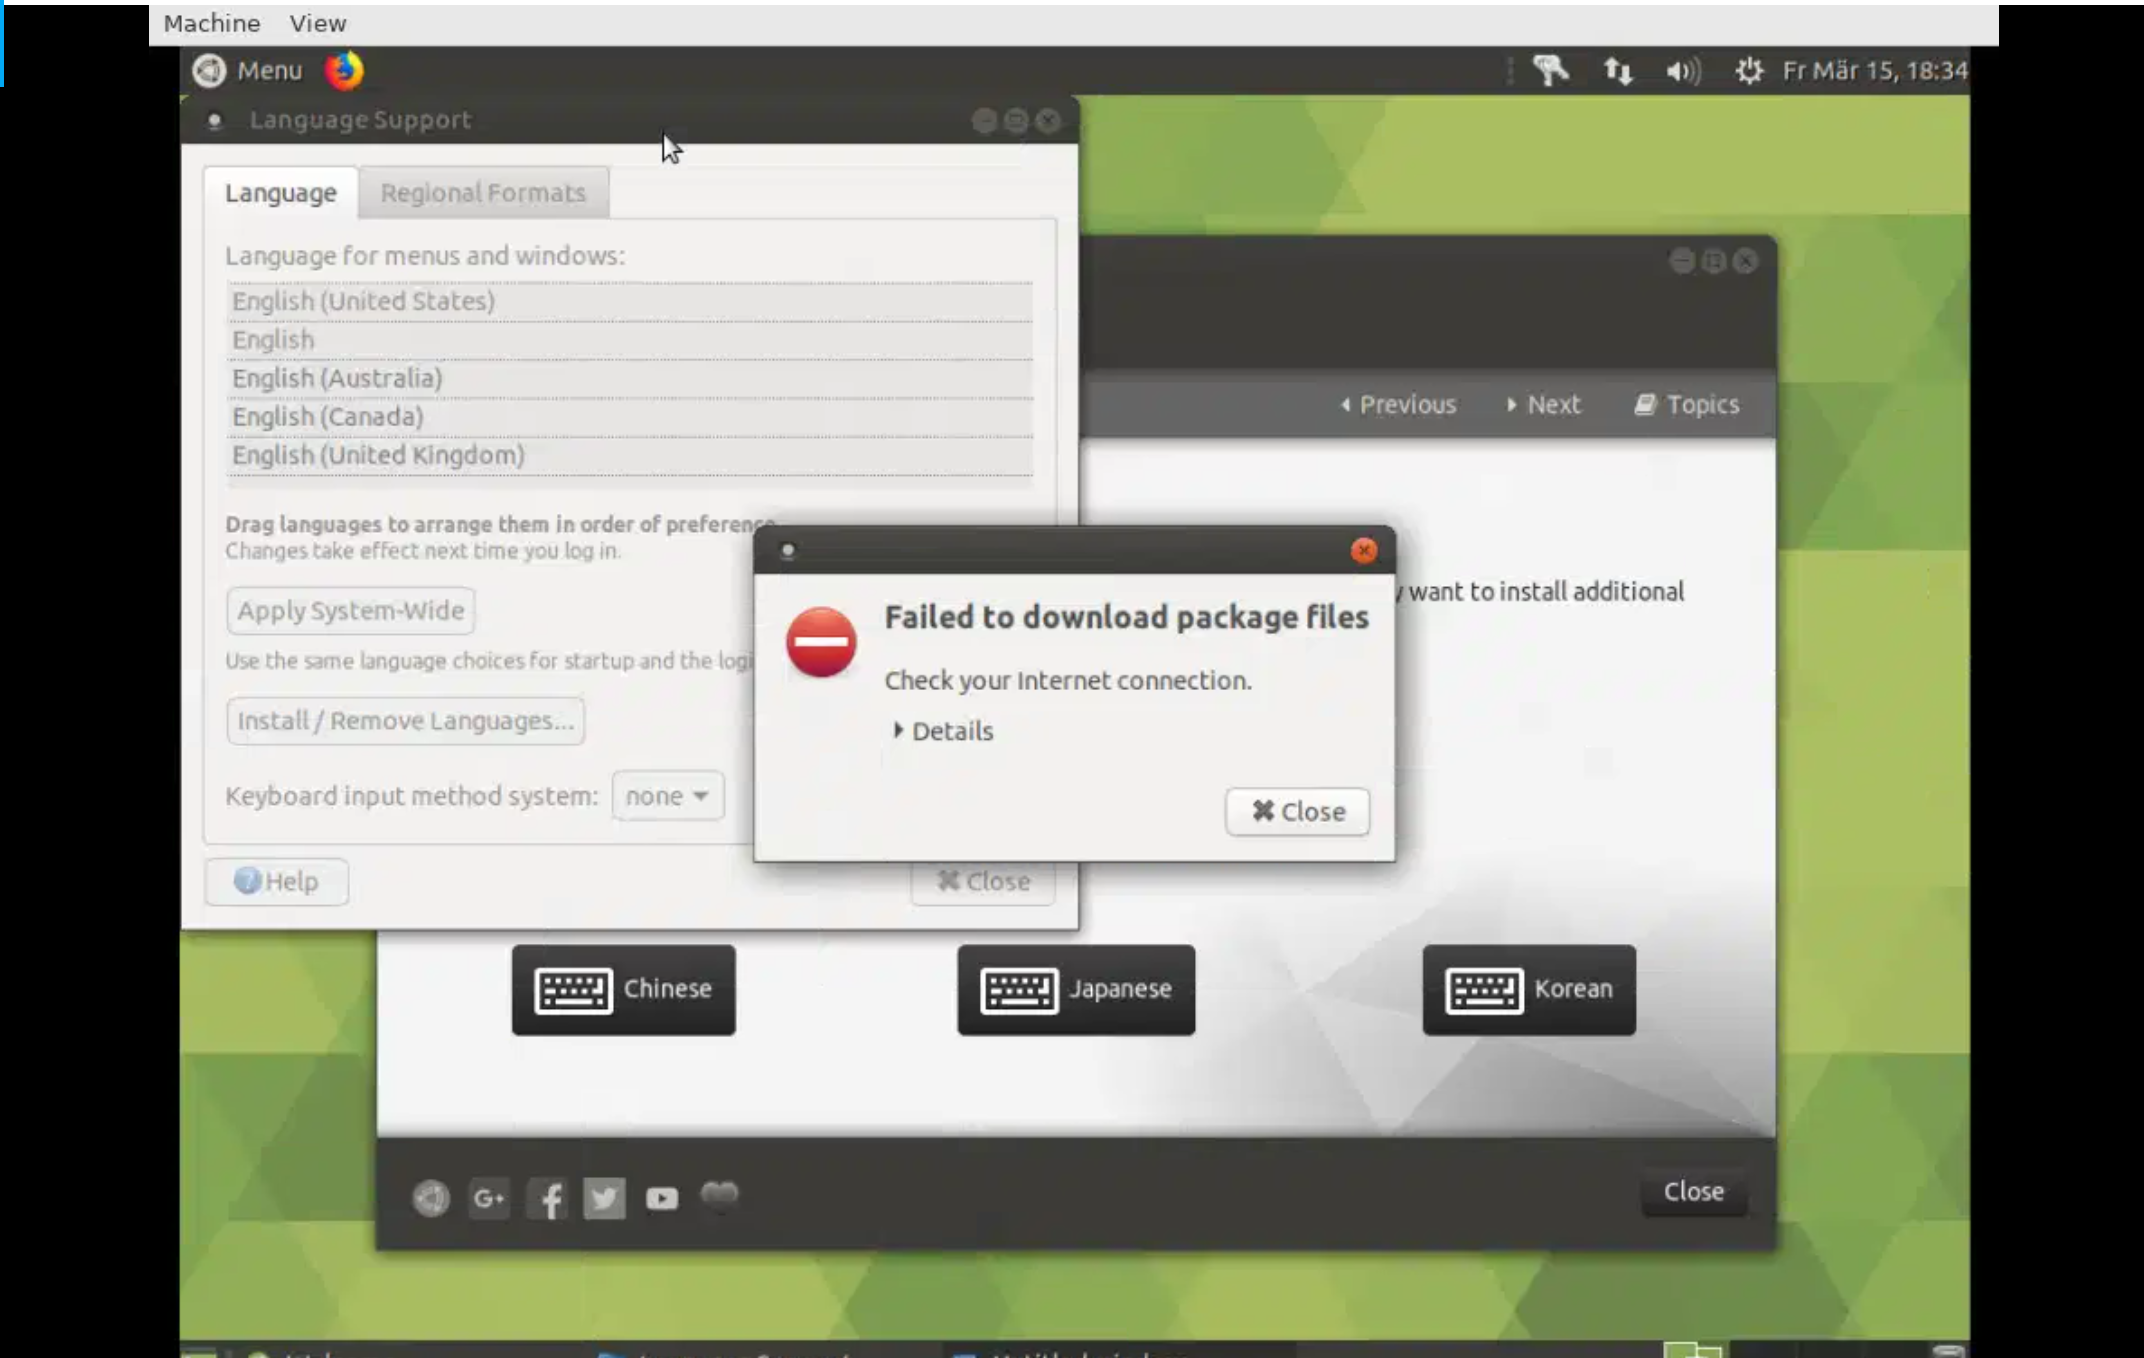 Machine View
Menu
Fr Mär 15, 18:34
Language Support
Language Regional Formats
Language for menus and windows:
English (United States)
English
English (Australia)
English (Canada)
English (United Kingdom)
Drag languages to arrange them in order of preference
Changes take effect next time you log in.
Apply System-Wide
Use the same language choices for startup and the logi
Install / Remove Languages...
Keyboard input method system: none
Help
Close
Previous Next Topics
want to install additional
Failed to download package files
Check your Internet connection.
Details
Close
Chinese Japanese Korean
G+
Close